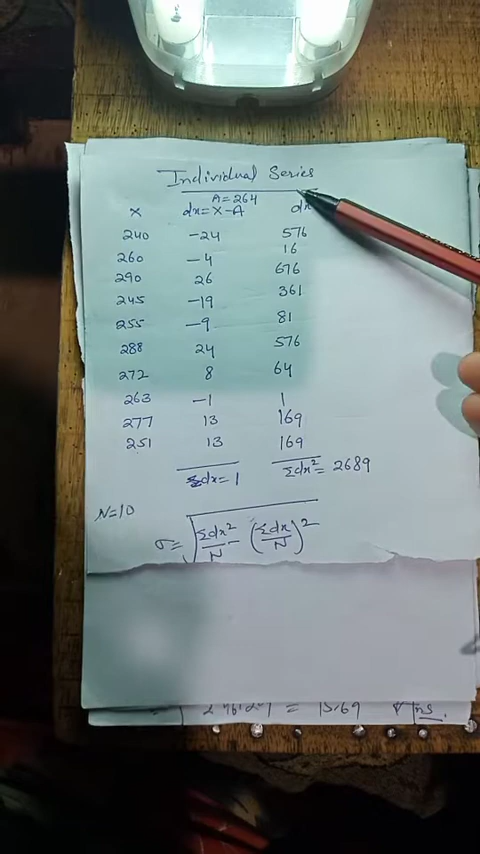 Individual Series
A=264
X dx=X-A dx
240 -24 576
260 -4 16
290 26 676
245 -19 361
255 -9 81
288 24 576
272 8 64
263 -1 1
277 13 169
251 13 169
Σdx=1 Σdx²= 2689
N=10
σ= √Σdx²/N - (Σdx/N)²
= 15.69 Ans.